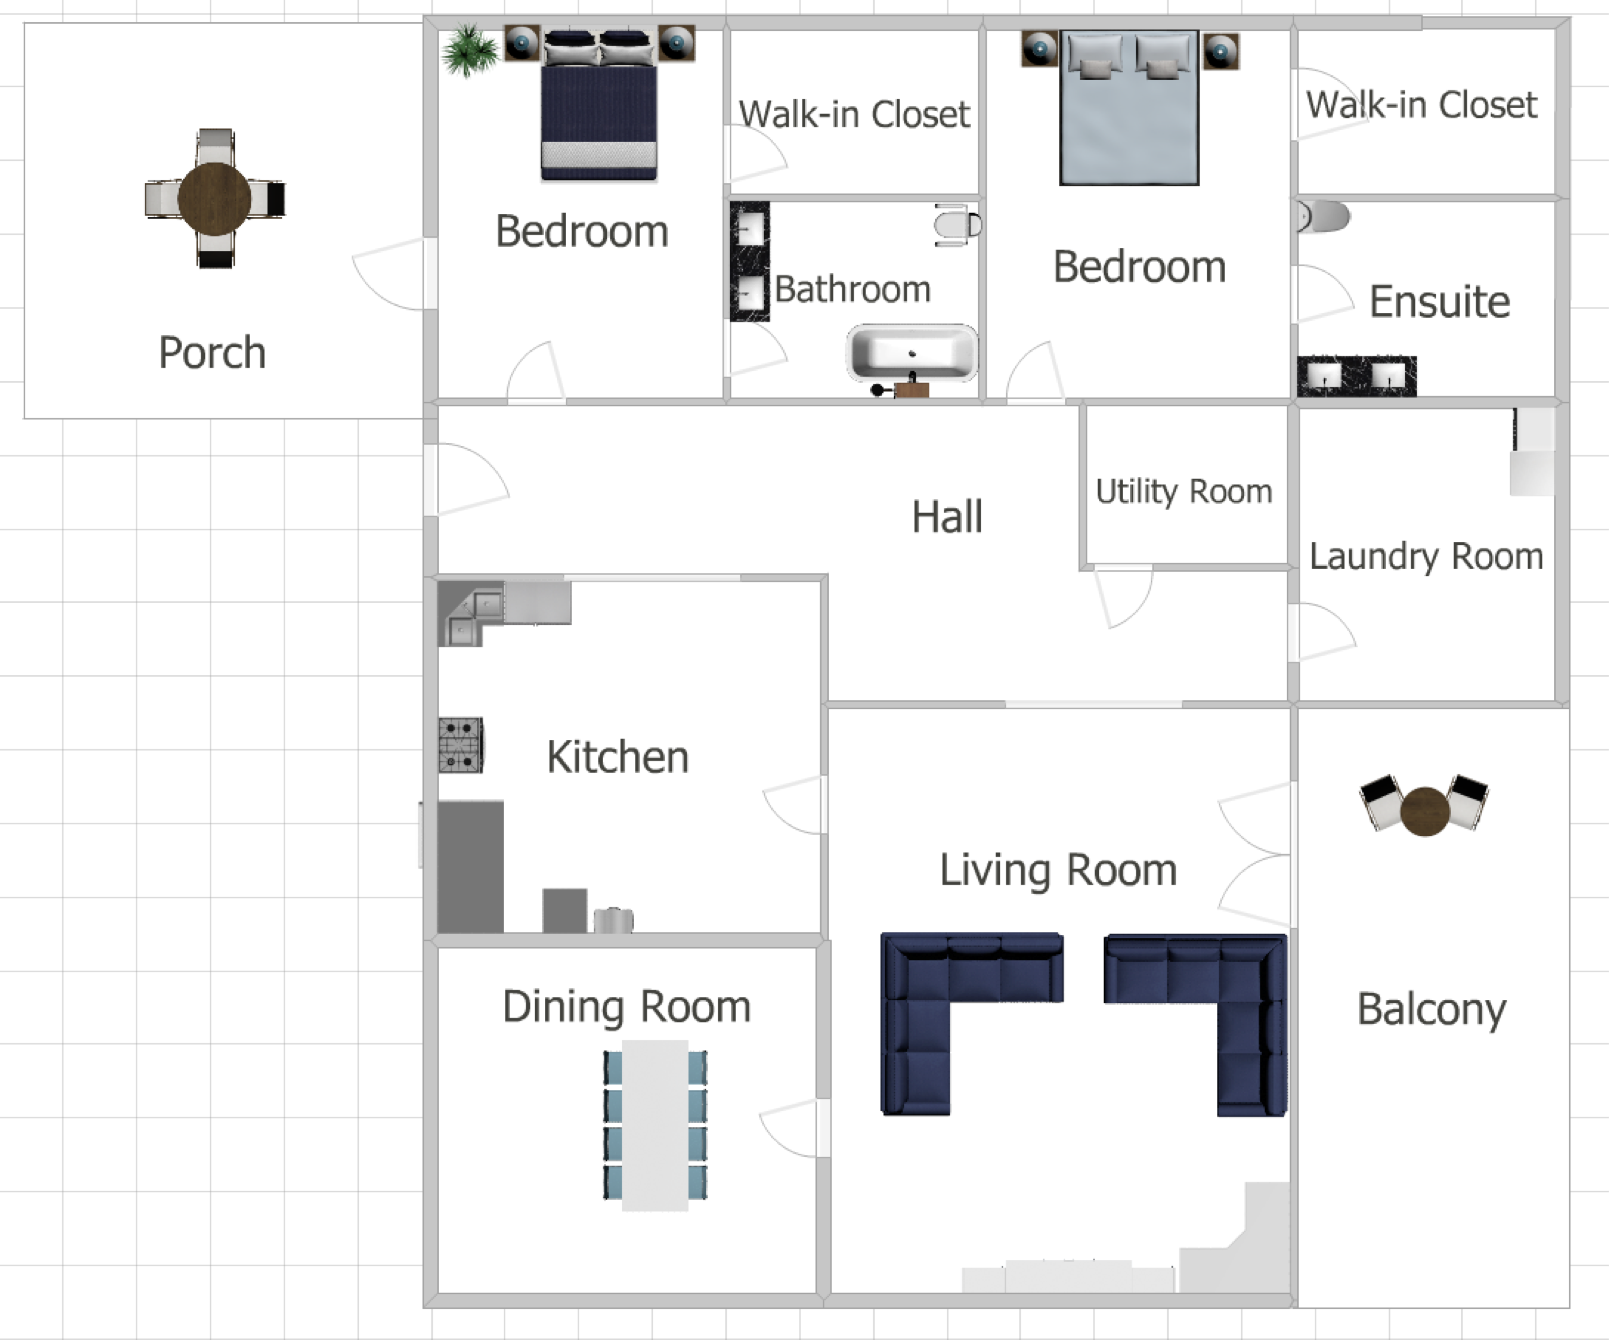 Walk-in Closet
Walk-in Closet
Bedroom
Bedroom
Bathroom
Ensuite
Porch
Utility Room
Hall
Laundry Room
Kitchen
Living Room
Dining Room
Balcony